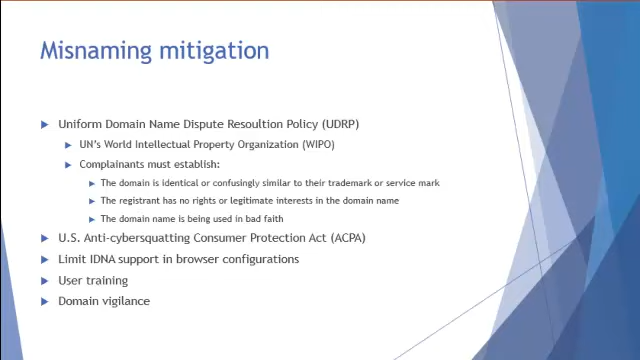 Misnaming mitigation
Uniform Domain Name Dispute Resoultion Policy (UDRP)
UN's World Intellectual Property Organization (WIPO)
Complainants must establish:
The domain is identical or confusingly similar to their trademark or service mark
The registrant has no rights or legitimate interests in the domain name
The domain name is being used in bad faith
U.S. Anti-cybersquatting Consumer Protection Act (ACPA)
Limit IDNA support in browser configurations
User training
Domain vigilance